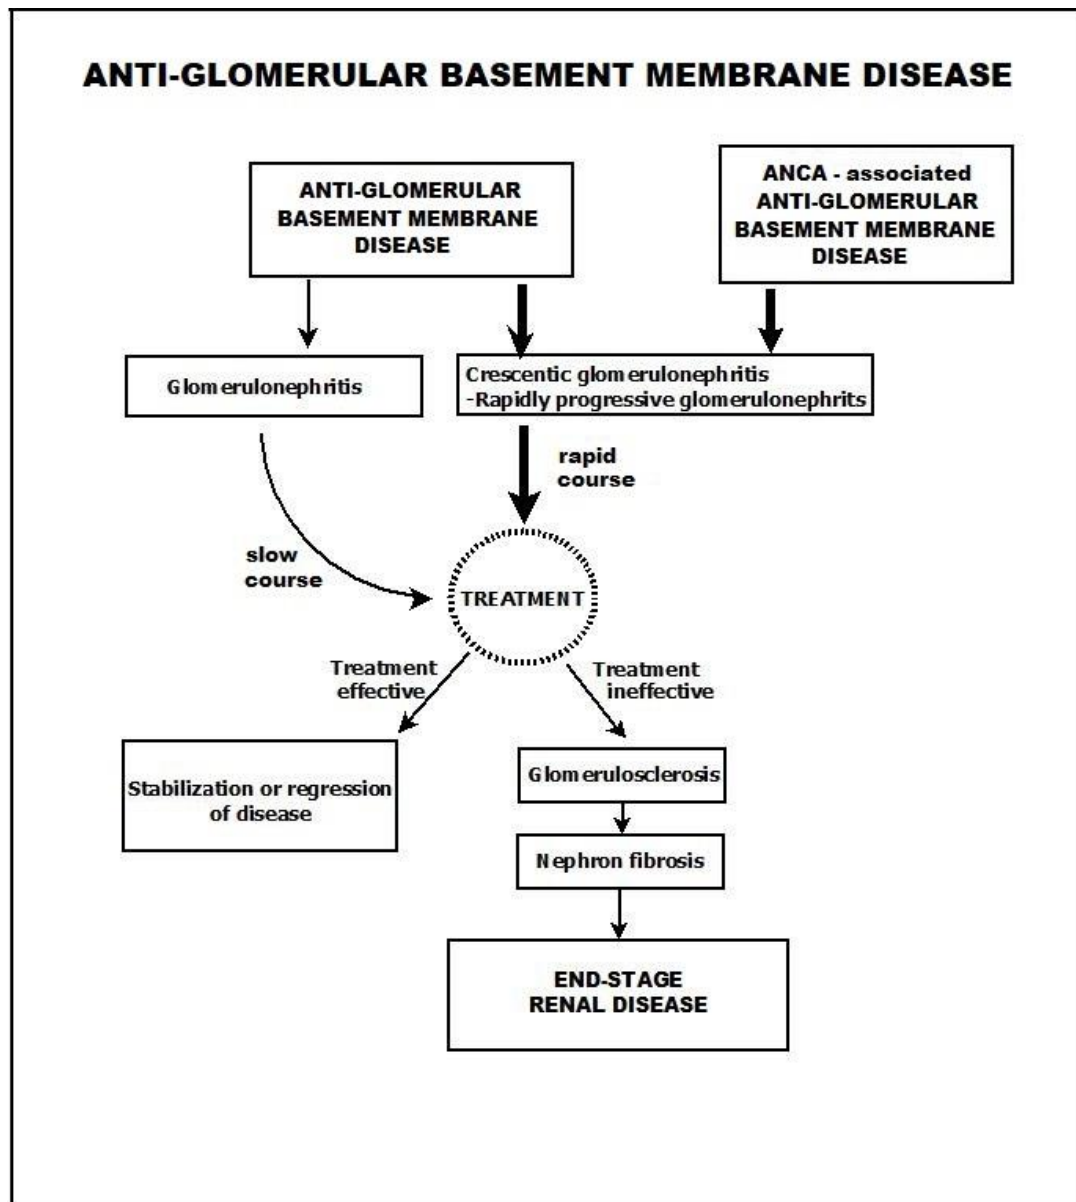 ANTI-GLOMERULAR BASEMENT MEMBRANE DISEASE
ANTI-GLOMERULAR
BASEMENT MEMBRANE
DISEASE
ANCA - associated
ANTI-GLOMERULAR
BASEMENT MEMBRANE
DISEASE
Glomerulonephritis
Crescentic glomerulonephritis
-Rapidly progressive glomerulonephrits
rapid
course
slow
course
TREATMENT
Treatment
effective
Treatment
ineffective
Stabilization or regression
of disease
Glomerulosclerosis
Nephron fibrosis
END-STAGE
RENAL DISEASE